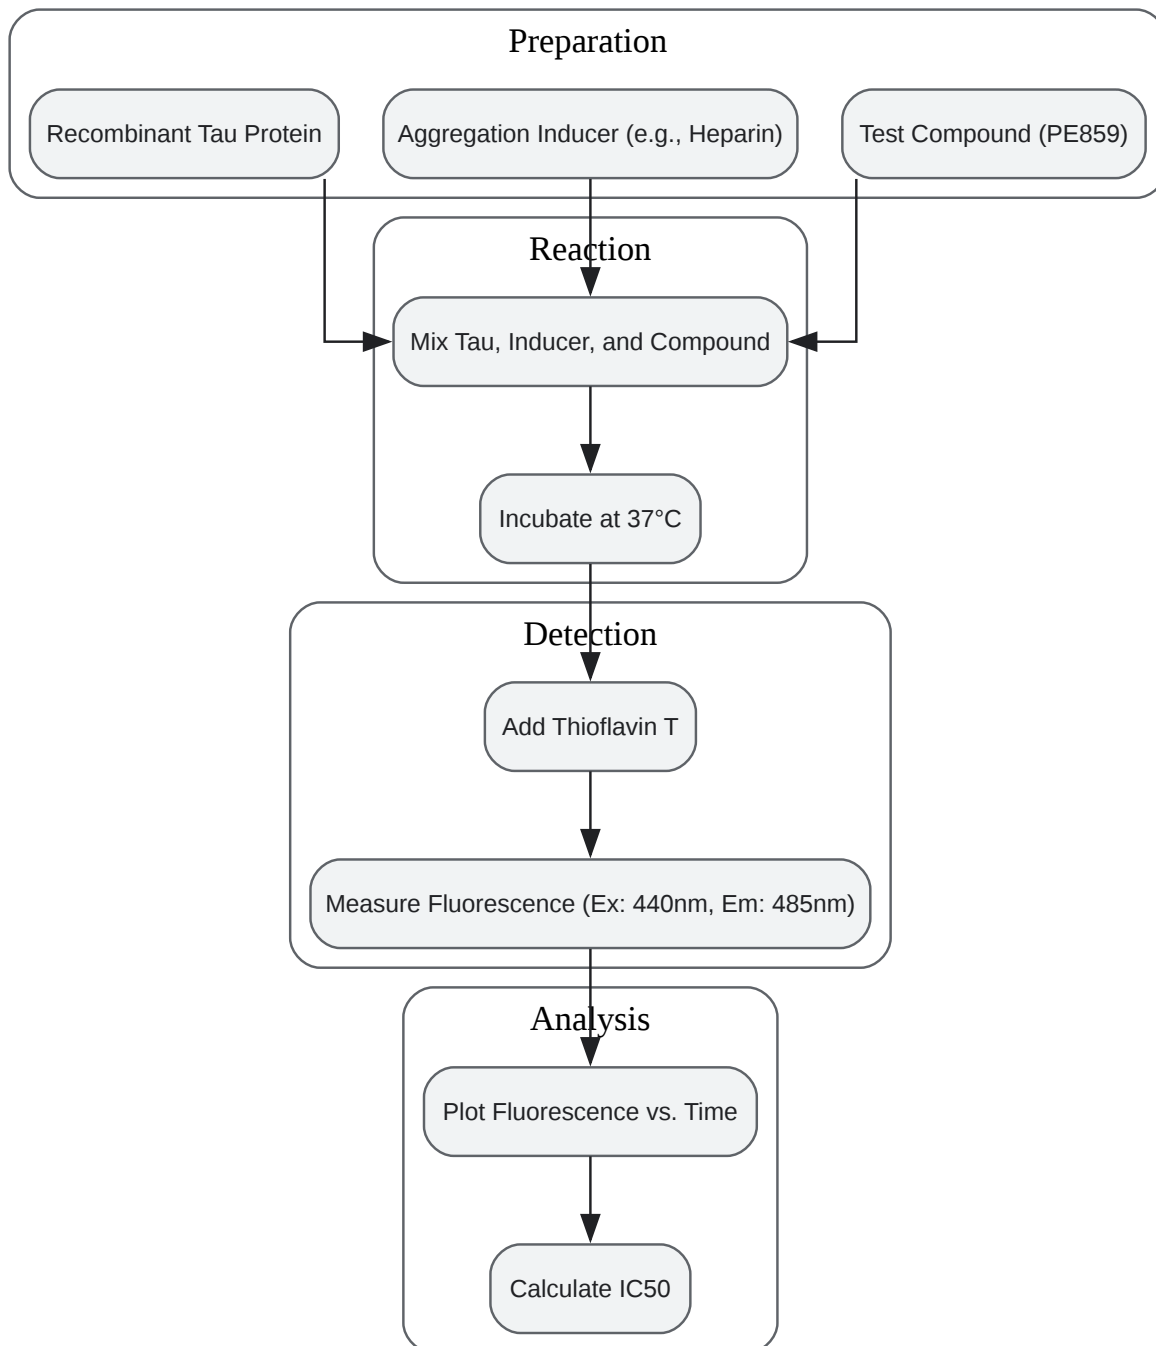 Preparation
Recombinant Tau Protein
Aggregation Inducer (e.g., Heparin)
Test Compound (PE859)
Reaction
Mix Tau, Inducer, and Compound
Incubate at 37°C
Detection
Add Thioflavin T
Measure Fluorescence (Ex: 440nm, Em: 485nm)
Analysis
Plot Fluorescence vs. Time
Calculate IC50